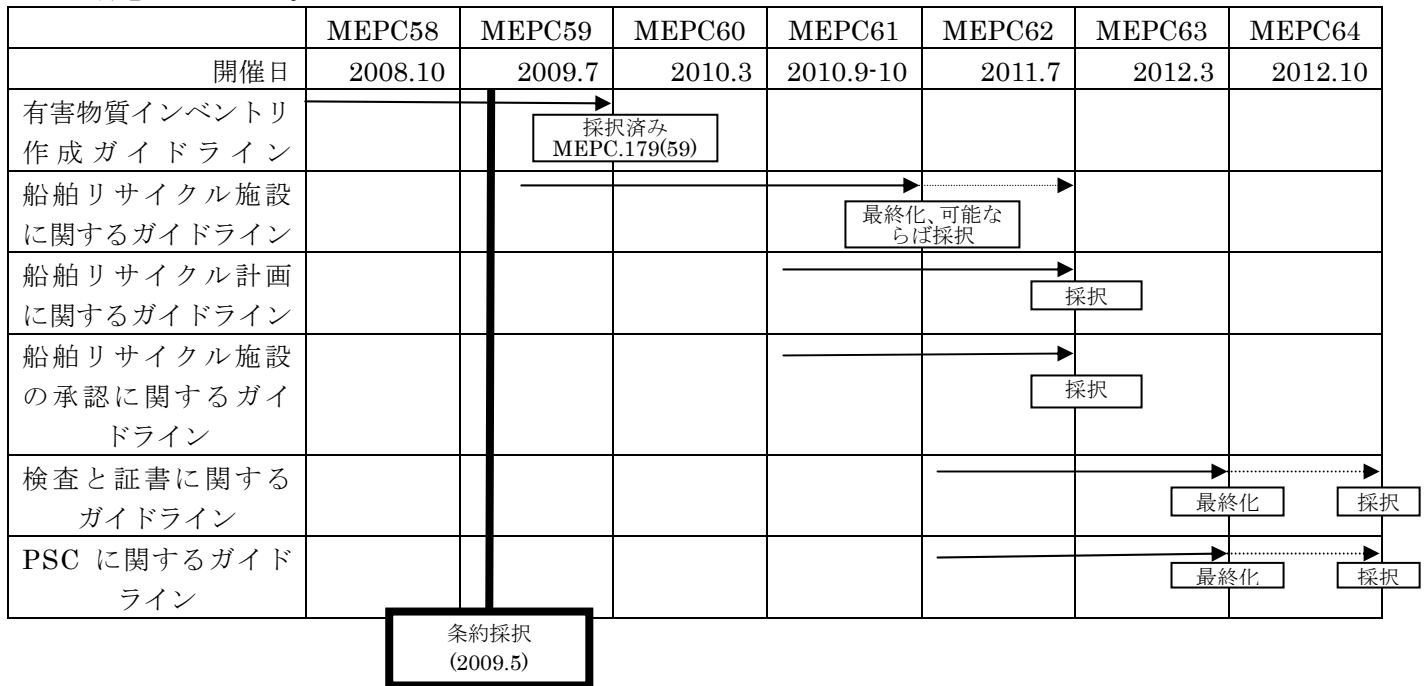 MEPC58 MEPC59 MEPC60 MEPC61 MEPC62 MEPC63 MEPC64
開催日 2008.10 2009.7 2010.3 2010.9-10 2011.7 2012.3 2012.10
有害物質インベントリ
作成ガイドライン
採択済み
MEPC.179(59)
船舶リサイクル施設
に関するガイドライン
最終化、可能な
らば採択
船舶リサイクル計画
に関するガイドライン
採択
船舶リサイクル施設
の承認に関するガイ
ドライン
採択
検査と証書に関する
ガイドライン
最終化 採択
PSC に関するガイド
ライン
最終化 採択
条約採択
(2009.5)